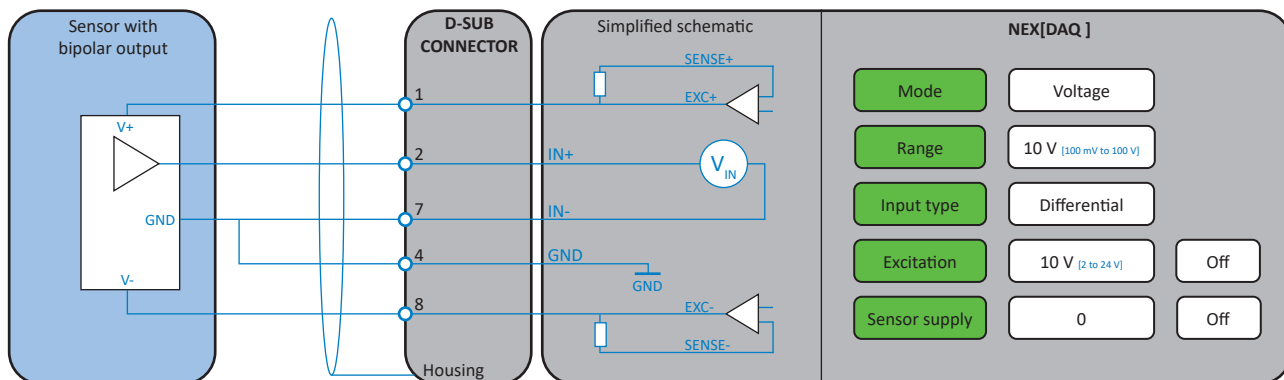 Sensor with
bipolar output
D-SUB
CONNECTOR
Simplified schematic
NEX[DAQ ]
SENSE+
1
EXC+
V+
Mode
Voltage
2
IN+
V IN
Range
10 V [100 mV to 100 V]
7
IN-
GND
Input type
Differential
4
GND
GND
Excitation
10 V [2 to 24 V]
Off
V-
8
EXC-
SENSE-
Sensor supply
0
Off
Housing